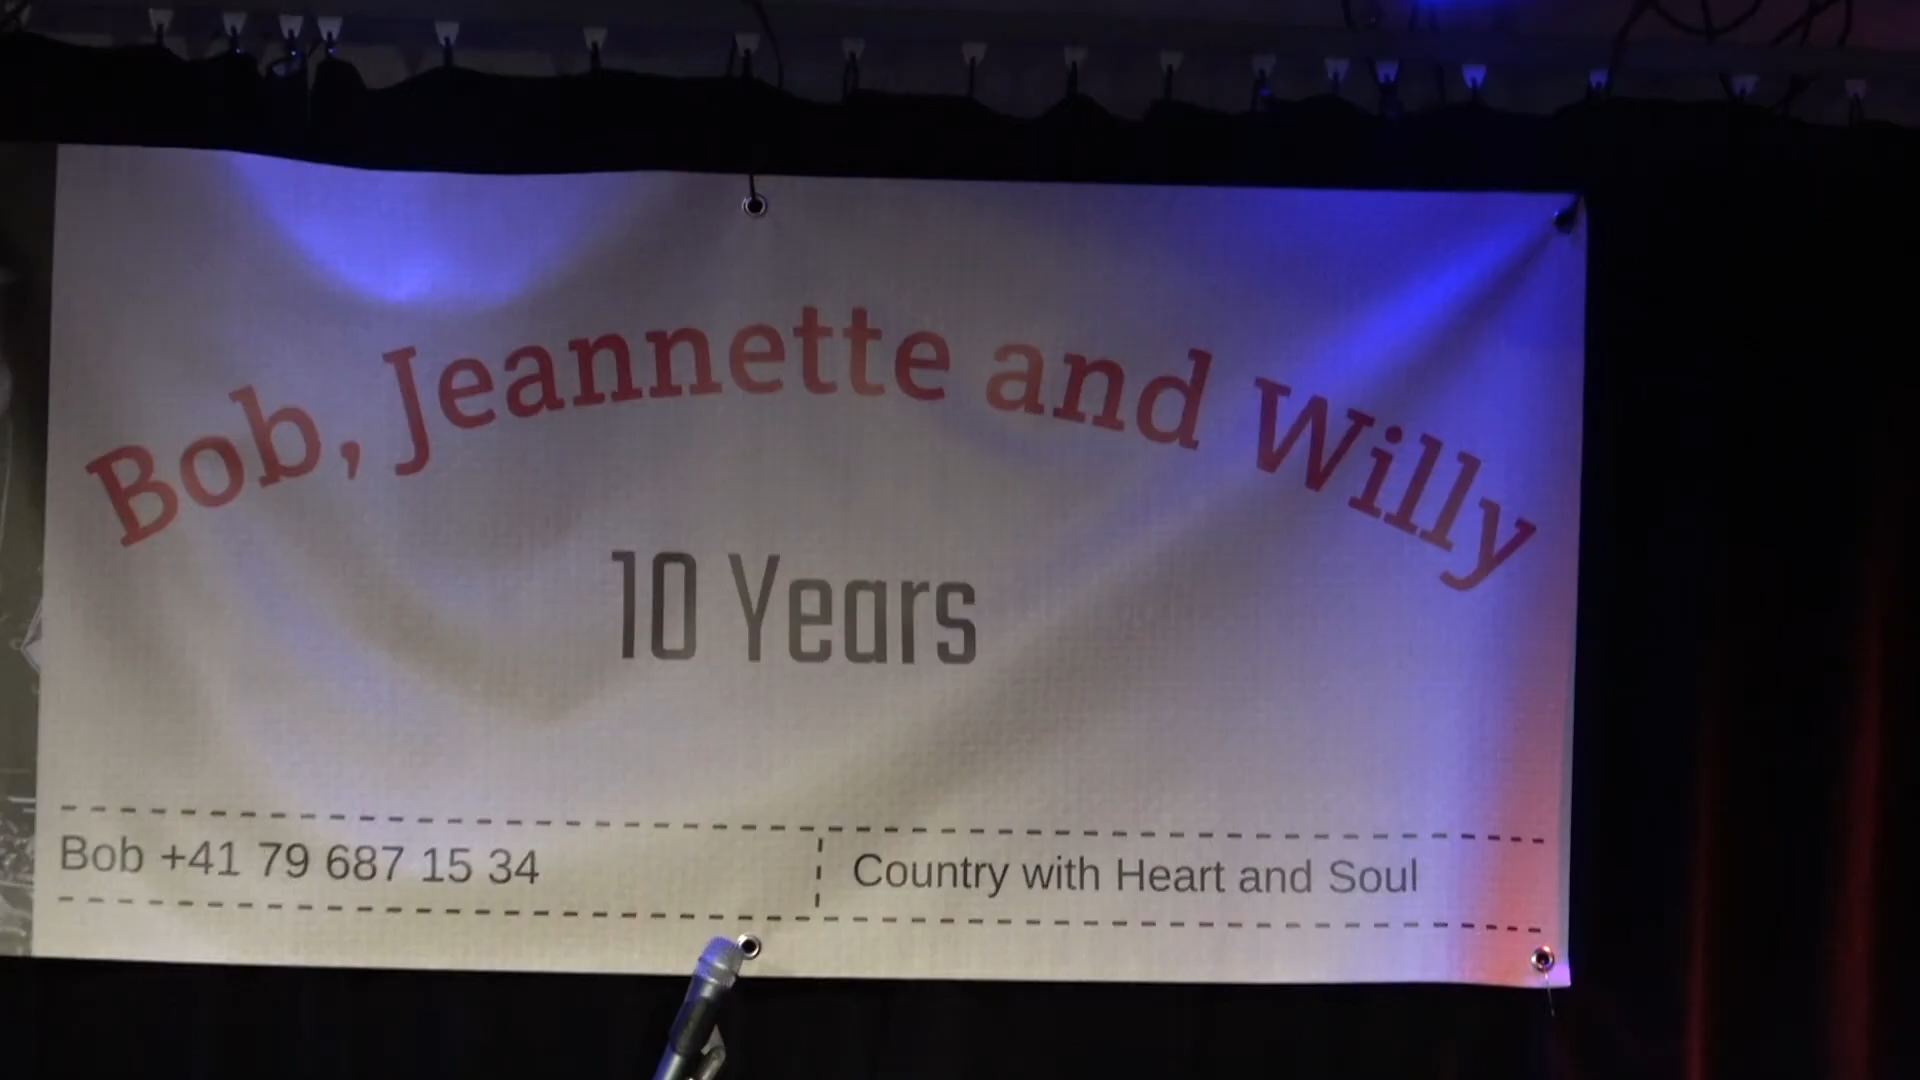 Bob, Jeannette and Willy
10 Years
Bob +41 79 687 15 34
Country with Heart and Soul